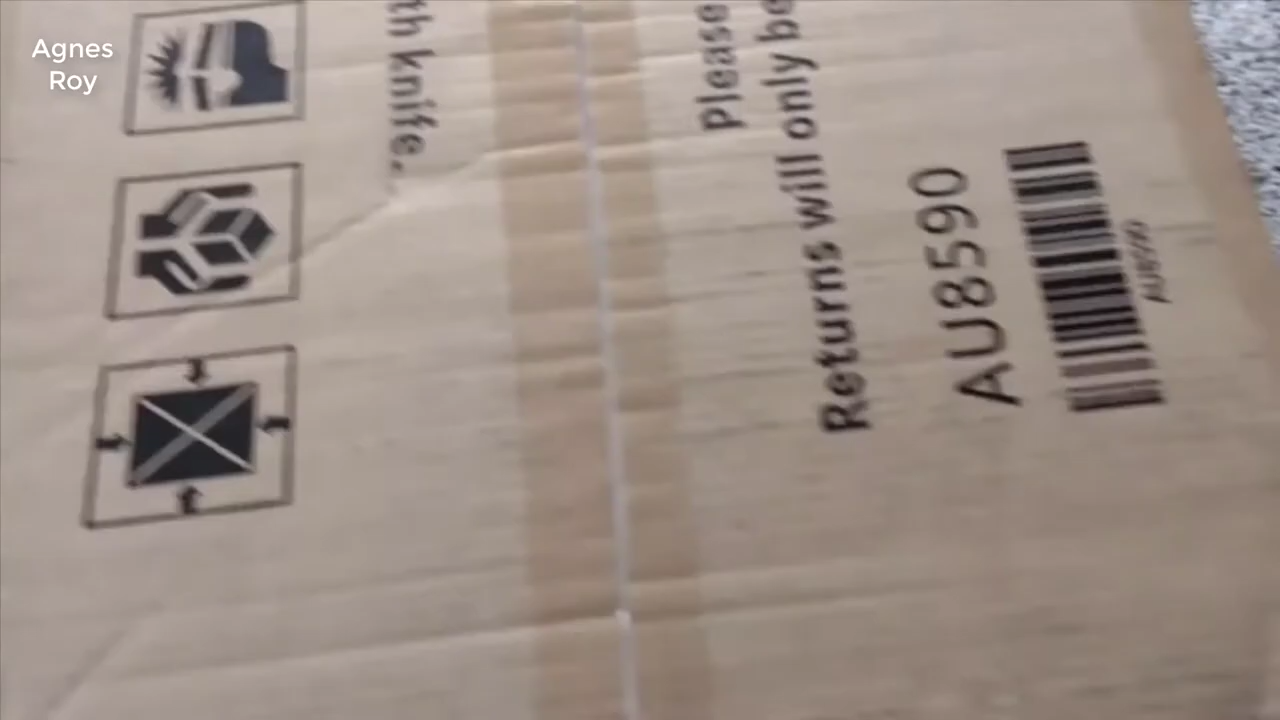 Agnes
Roy
th knife.
Please
Returns will only be
AU8590